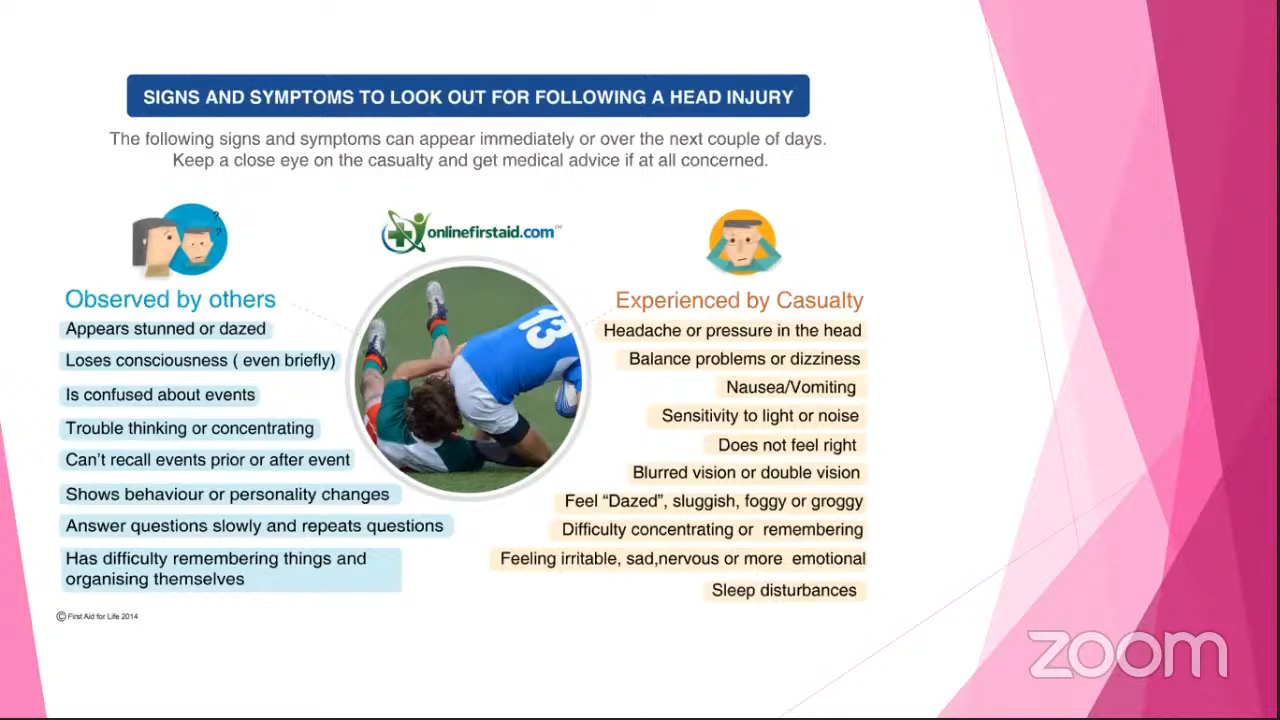 SIGNS AND SYMPTOMS TO LOOK OUT FOR FOLLOWING A HEAD INJURY
The following signs and symptoms can appear immediately or over the next couple of days.
Keep a close eye on the casualty and get medical advice if at all concerned.
? 
?
onlinefirstaid.com™
Observed by others
Appears stunned or dazed
Loses consciousness ( even briefly)
Is confused about events
Trouble thinking or concentrating
Can't recall events prior or after event
Shows behaviour or personality changes
Answer questions slowly and repeats questions
Has difficulty remembering things and
organising themselves
13
Experienced by Casualty
Headache or pressure in the head
Balance problems or dizziness
Nausea/Vomiting
Sensitivity to light or noise
Does not feel right
Blurred vision or double vision
Feel “Dazed”, sluggish, foggy or groggy
Difficulty concentrating or remembering
Feeling irritable, sad,nervous or more emotional
Sleep disturbances
© First Aid for Life 2014
zoom